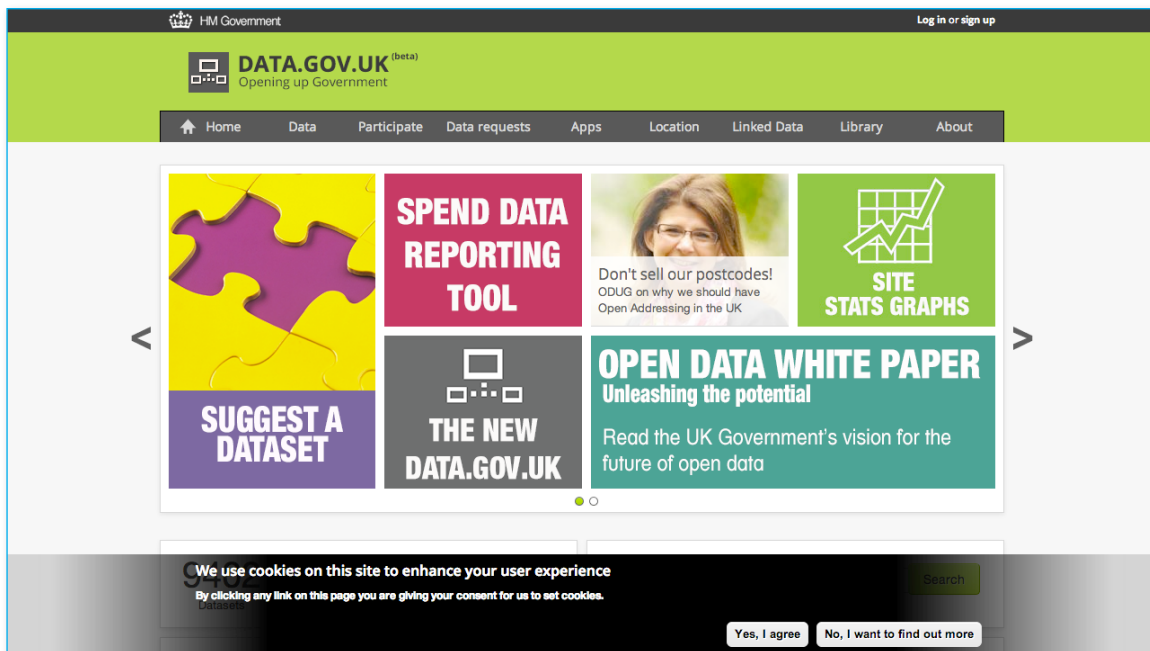 HM Government
Log in or sign up
DATA.GOV.UK (beta)
Opening up Government
Home Data Participate Data requests Apps Location Linked Data Library About
SUGGEST A
DATASET
SPEND DATA
REPORTING
TOOL
THE NEW
DATA.GOV.UK
Don't sell our postcodes!
ODUG on why we should have
Open Addressing in the UK
SITE
STATS GRAPHS
OPEN DATA WHITE PAPER
Unleashing the potential
Read the UK Government's vision for the
future of open data
< >
Datasets
Search
We use cookies on this site to enhance your user experience
By clicking any link on this page you are giving your consent for us to set cookies.
Yes, I agree
No, I want to find out more